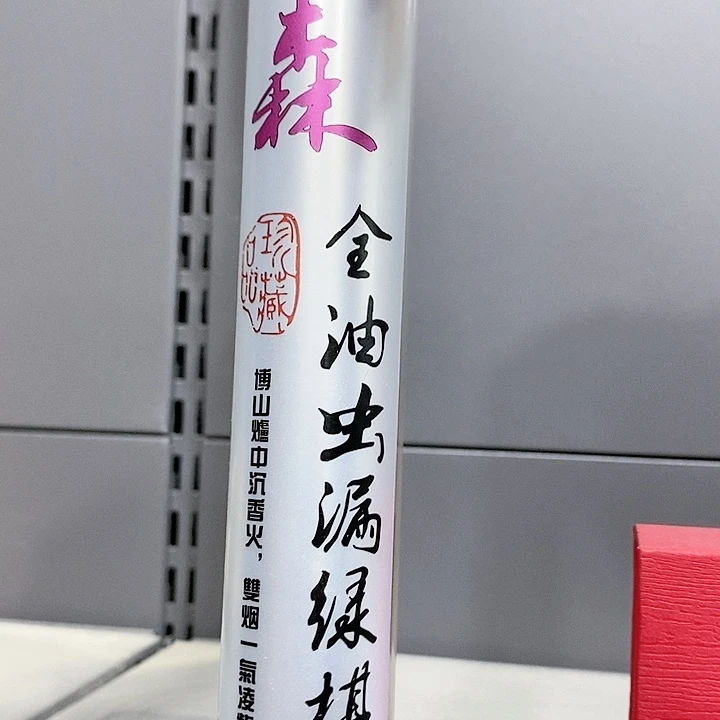 森
全油虫漏绿棋
珍藏
博山爐中沉香火，雙烟一氣凌